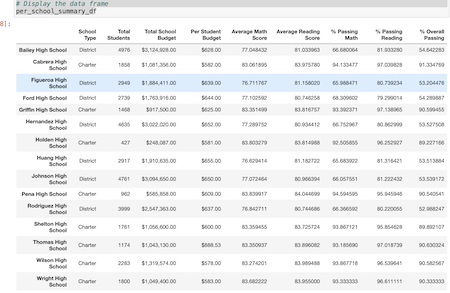 # Display the data frame
per_school_summary_df
8]:
School Type Total Students Total School Budget Per Student Budget Average Math Score Average Reading Score % Passing Math % Passing Reading % Overall Passing
Bailey High School District 4976 $3,124,928.00 $628.00 77.048432 81.033963 66.680064 81.933280 54.642283
Cabrera High School Charter 1858 $1,081,356.00 $582.00 83.061895 83.975780 94.133477 97.039828 91.334769
Figueroa High School District 2949 $1,884,411.00 $639.00 76.711767 81.158020 65.988471 80.739234 53.204476
Ford High School District 2739 $1,763,916.00 $644.00 77.102592 80.746258 68.309602 79.299014 54.289887
Griffin High School Charter 1468 $917,500.00 $625.00 83.351499 83.816757 93.392371 97.138965 90.599455
Hernandez High School District 4635 $3,022,020.00 $652.00 77.289752 80.934412 66.752967 80.862999 53.527508
Holden High School Charter 427 $248,087.00 $581.00 83.803279 83.814988 92.505855 96.252927 89.227166
Huang High School District 2917 $1,910,635.00 $655.00 76.629414 81.182722 65.683922 81.316421 53.513884
Johnson High School District 4761 $3,094,650.00 $650.00 77.072464 80.966394 66.057551 81.222432 53.539172
Pena High School Charter 962 $585,858.00 $609.00 83.839917 84.044699 94.594595 95.945946 90.540541
Rodriguez High School District 3999 $2,547,363.00 $637.00 76.842711 80.744686 66.366592 80.220055 52.988247
Shelton High School Charter 1761 $1,056,600.00 $600.00 83.359455 83.725724 93.867121 95.854628 89.892107
Thomas High School Charter 1174 $1,043,130.00 $888.53 83.350937 83.896082 93.185690 97.018739 90.630324
Wilson High School Charter 2283 $1,319,574.00 $578.00 83.274201 83.989488 93.867718 96.539641 90.582567
Wright High School Charter 1800 $1,049,400.00 $583.00 83.682222 83.955000 93.333333 96.611111 90.333333